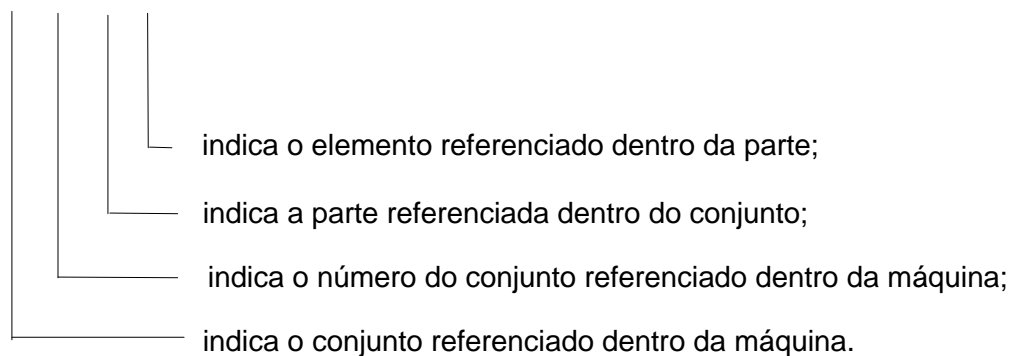 indica o elemento referenciado dentro da parte;
indica a parte referenciada dentro do conjunto;
indica o número do conjunto referenciado dentro da máquina;
indica o conjunto referenciado dentro da máquina.